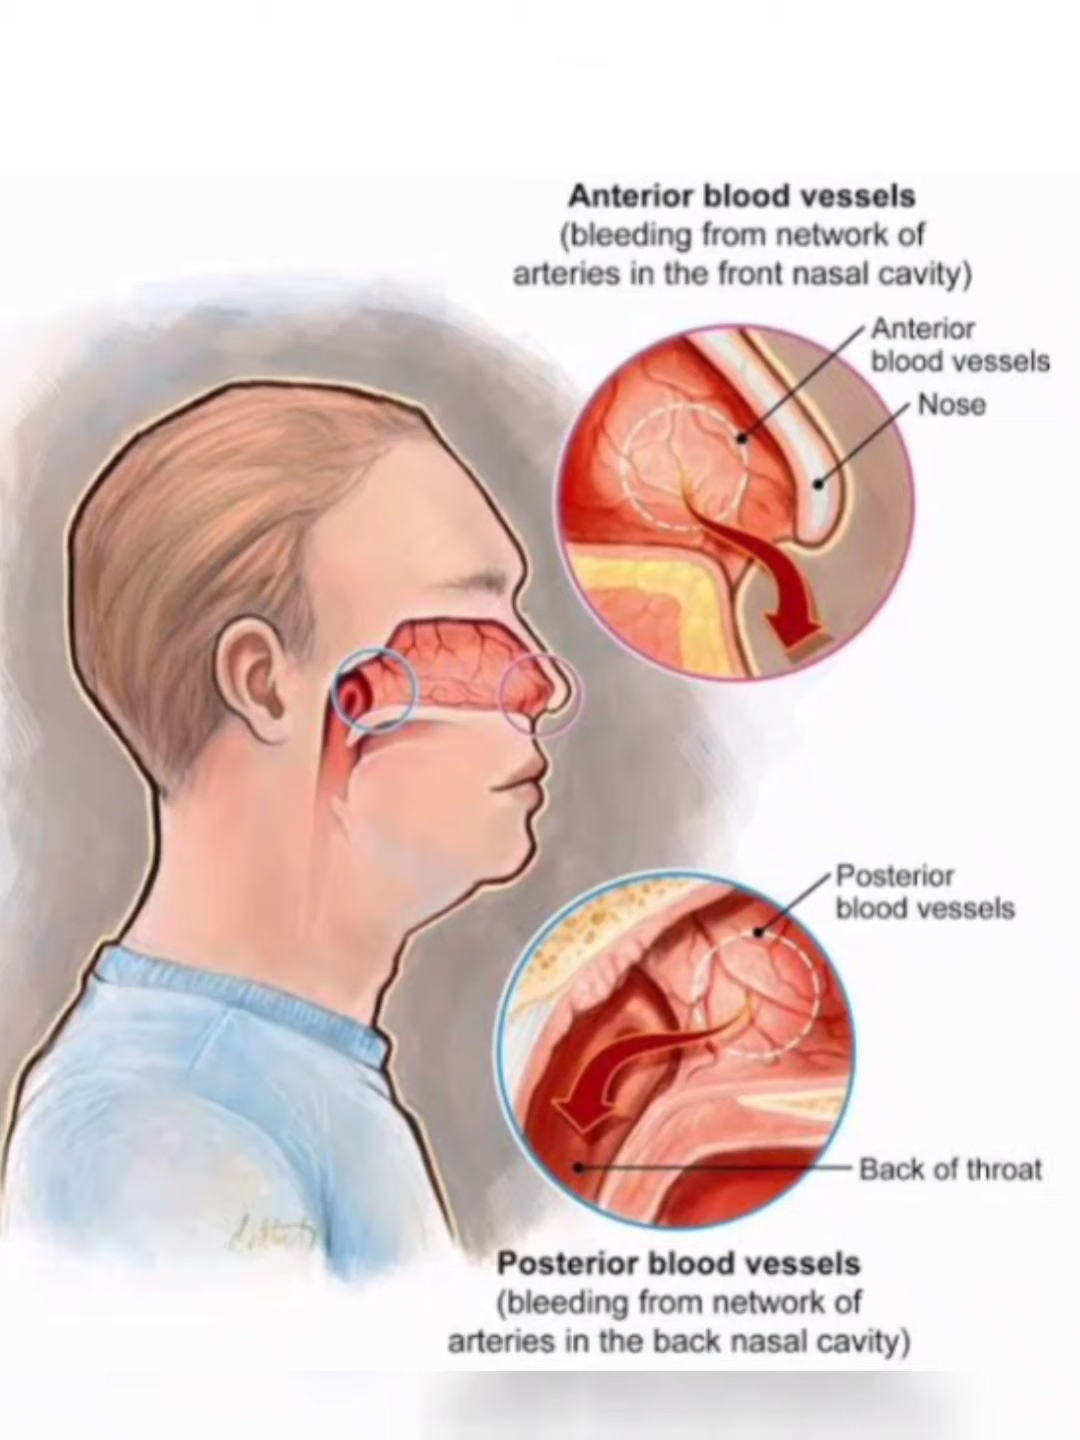 Anterior blood vessels
(bleeding from network of
arteries in the front nasal cavity)
Anterior
blood vessels
Nose
Posterior
blood vessels
Back of throat
Posterior blood vessels
(bleeding from network of
arteries in the back nasal cavity)